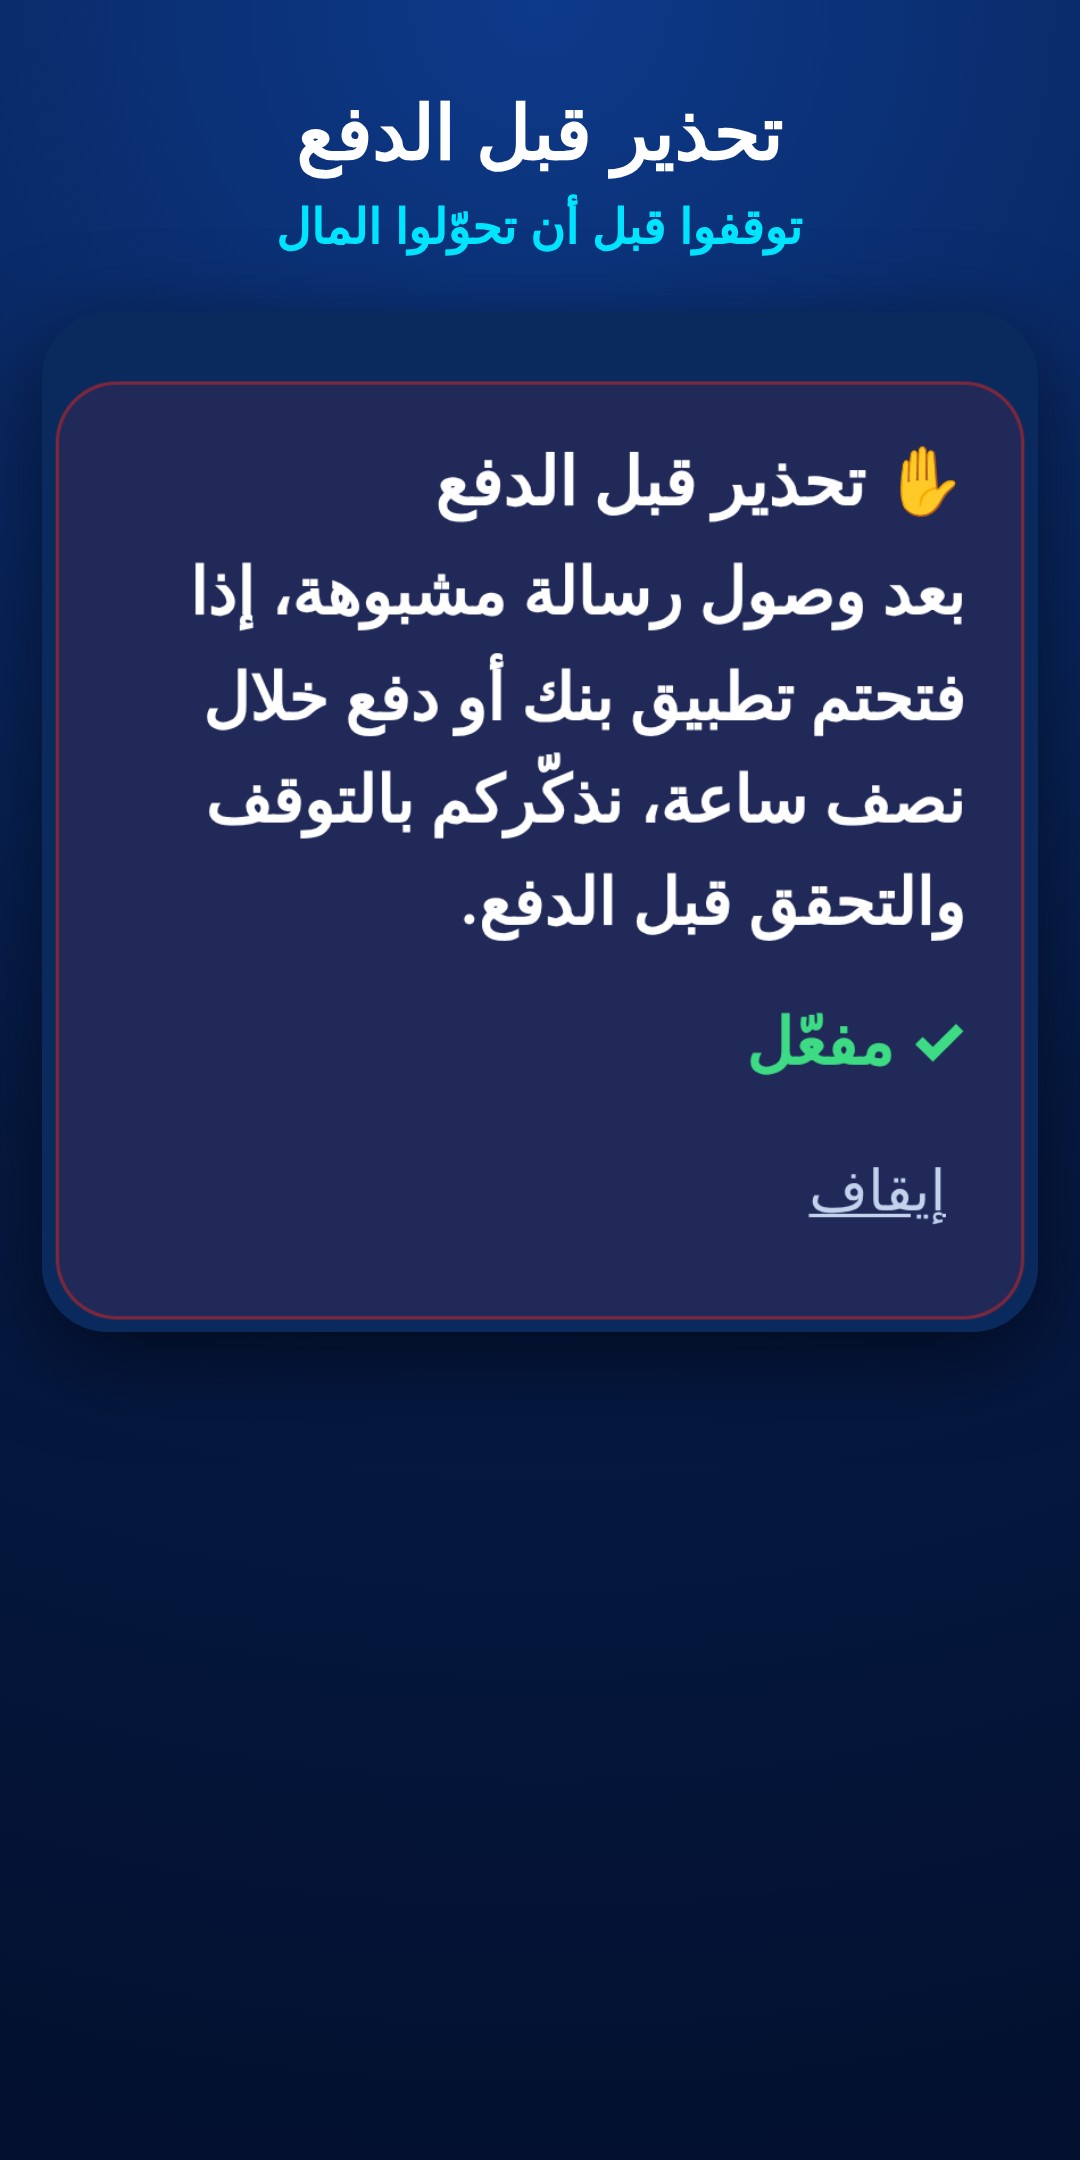 تحذير قبل الدفع
توقفوا قبل أن تحوّلوا المال
✋ تحذير قبل الدفع
بعد وصول رسالة مشبوهة، إذا
فتحتم تطبيق بنك أو دفع خلال
نصف ساعة، نذكّركم بالتوقف
والتحقق قبل الدفع.
✓ مفعّل
إيقاف